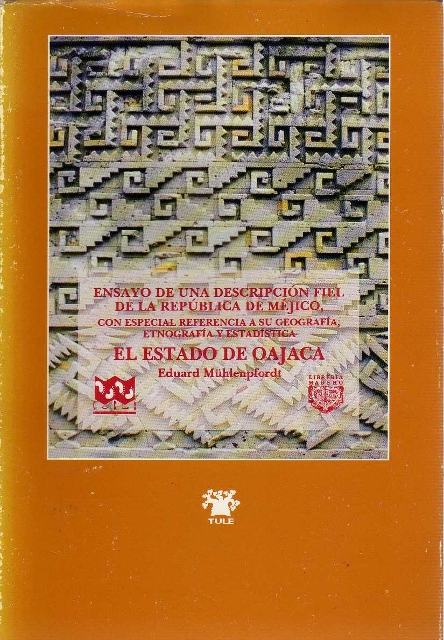 ENSAYO DE UNA DESCRIPCIÓN FIEL
DE LA REPÚBLICA DE MÉJICO,
CON ESPECIAL REFERENCIA A SU GEOGRAFÍA,
ETNOGRAFÍA Y ESTADÍSTICA
EL ESTADO DE OAJACA
Eduard Mühlenpfordt
LIBRERÍA
TULE